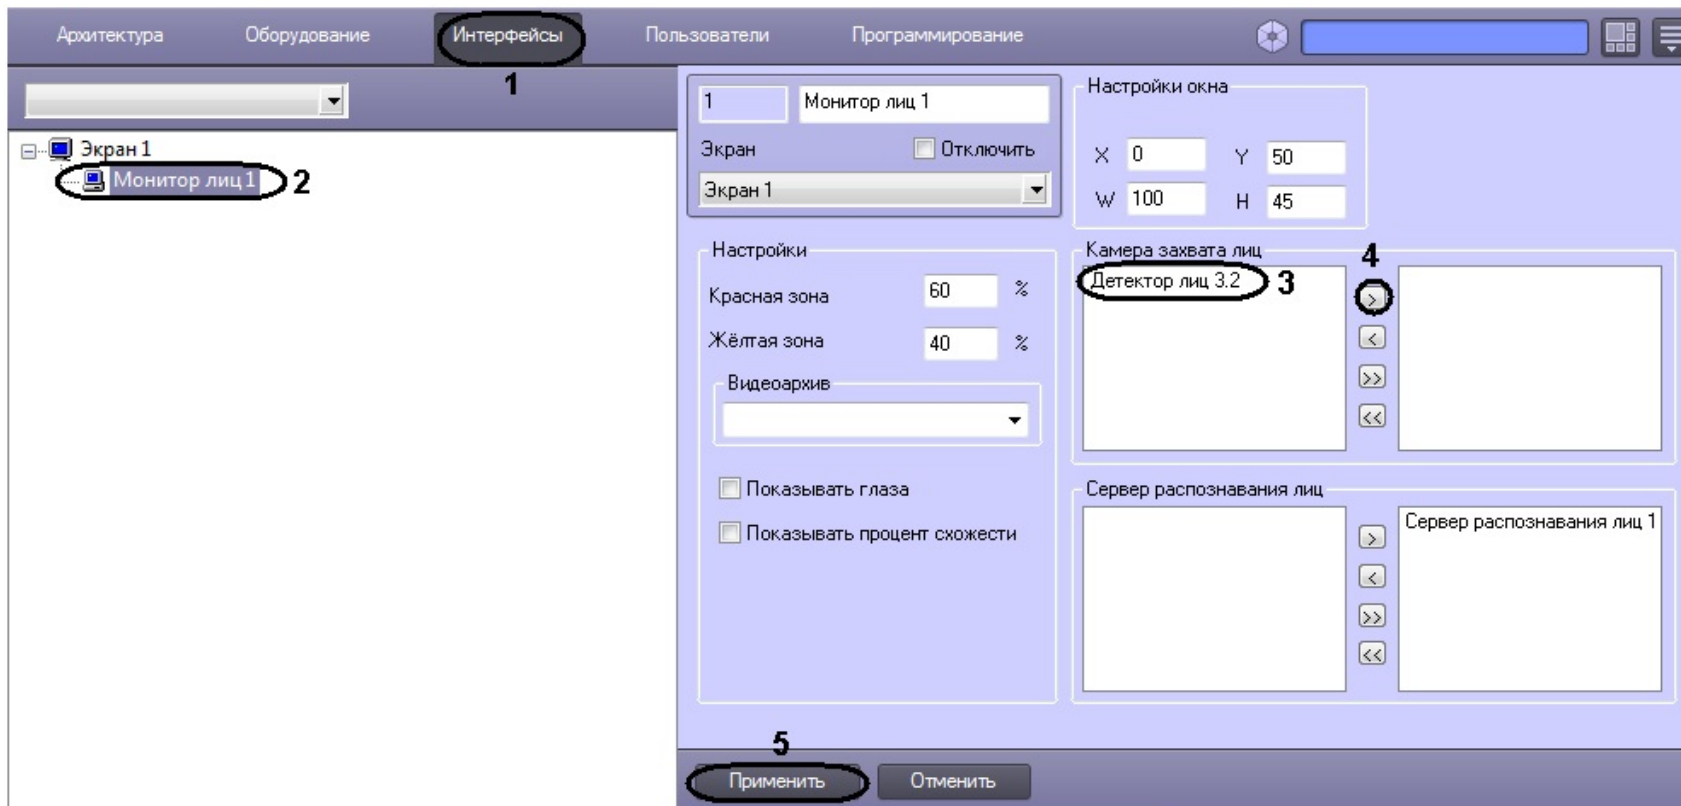 Архитектура Оборудование Интерфейсы Пользователи Программирование
1
Экран 1
Монитор лиц 1 2
1 Монитор лиц 1
Экран Отключить
Экран 1
Настройки окна
X 0 Y 50
W 100 H 45
Настройки
Красная зона 60 %
Жёлтая зона 40 %
Видеоархив
Показывать глаза
Показывать процент схожести
Камера захвата лиц 4
Детектор лиц 3.2 3 >
<
>>
<<
Сервер распознавания лиц
Сервер распознавания лиц 1
>
<
>>
<<
5
Применить Отменить